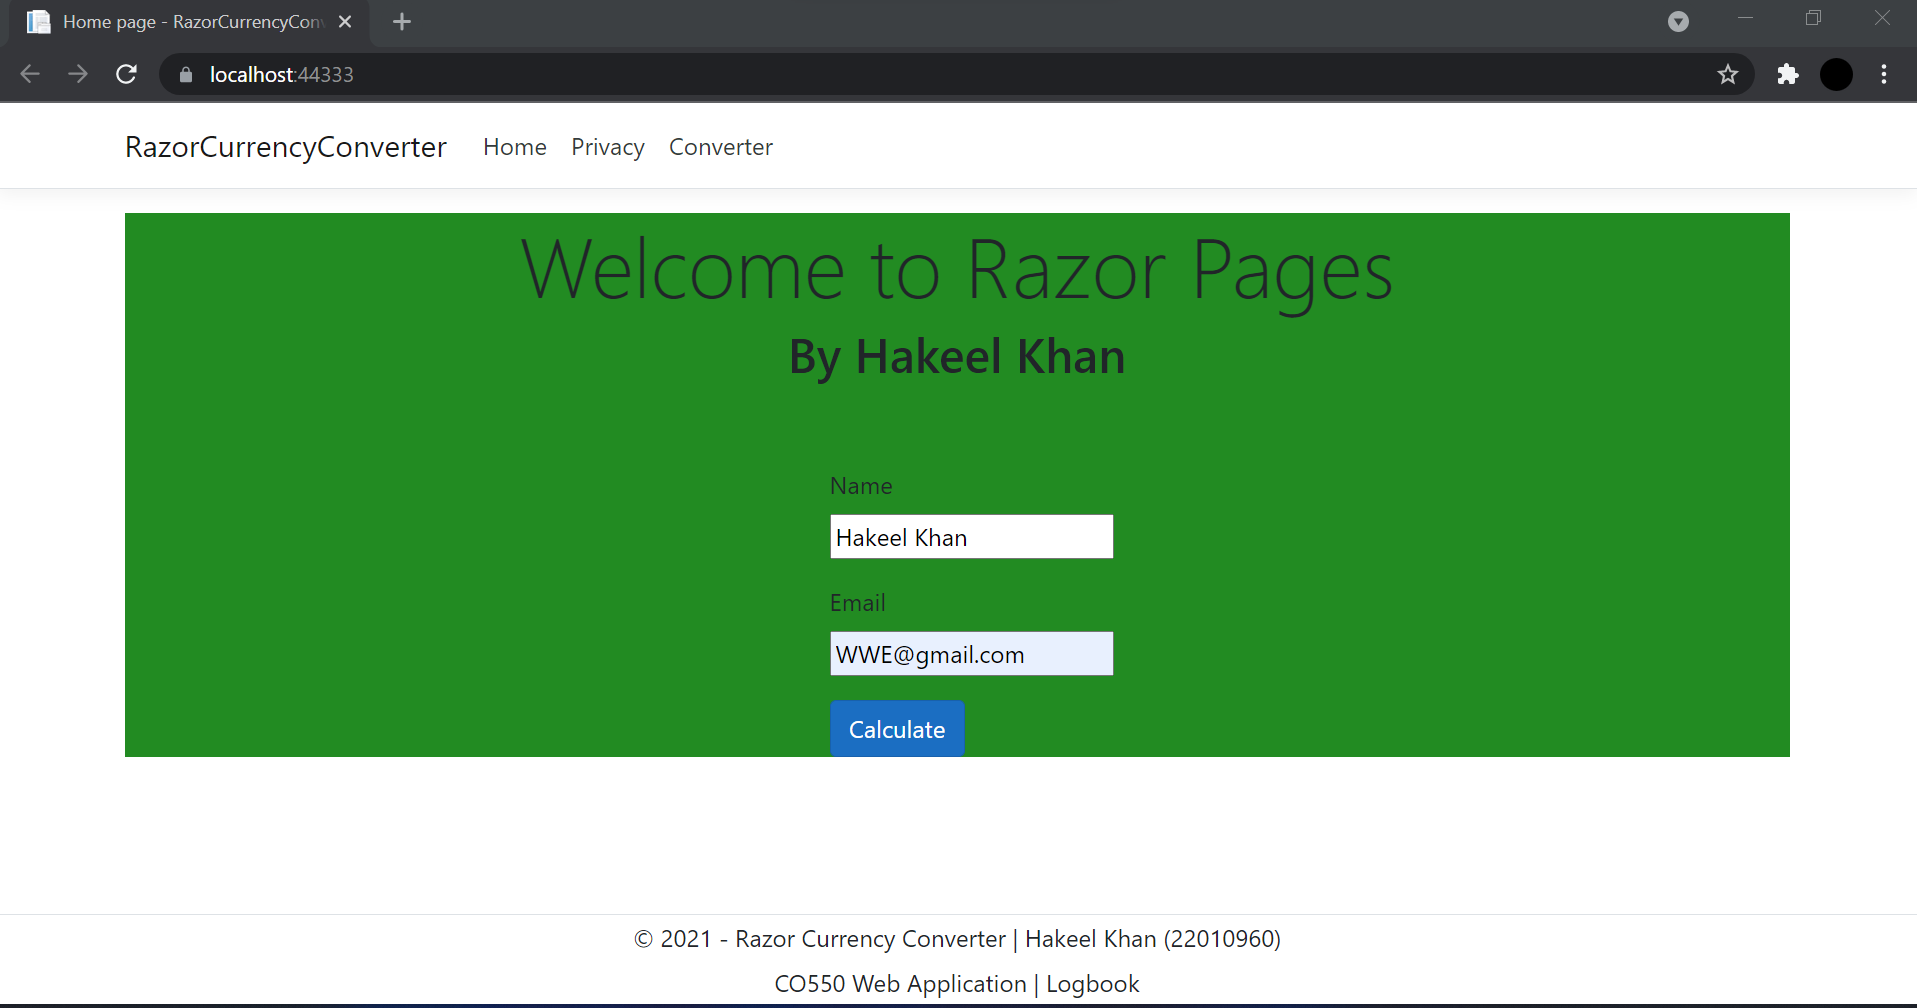 Home page - RazorCurrencyCon
localhost:44333
RazorCurrencyConverter Home Privacy Converter
Welcome to Razor Pages
By Hakeel Khan
Name
Hakeel Khan
Email
WWE@gmail.com
Calculate
© 2021 - Razor Currency Converter | Hakeel Khan (22010960)
CO550 Web Application | Logbook